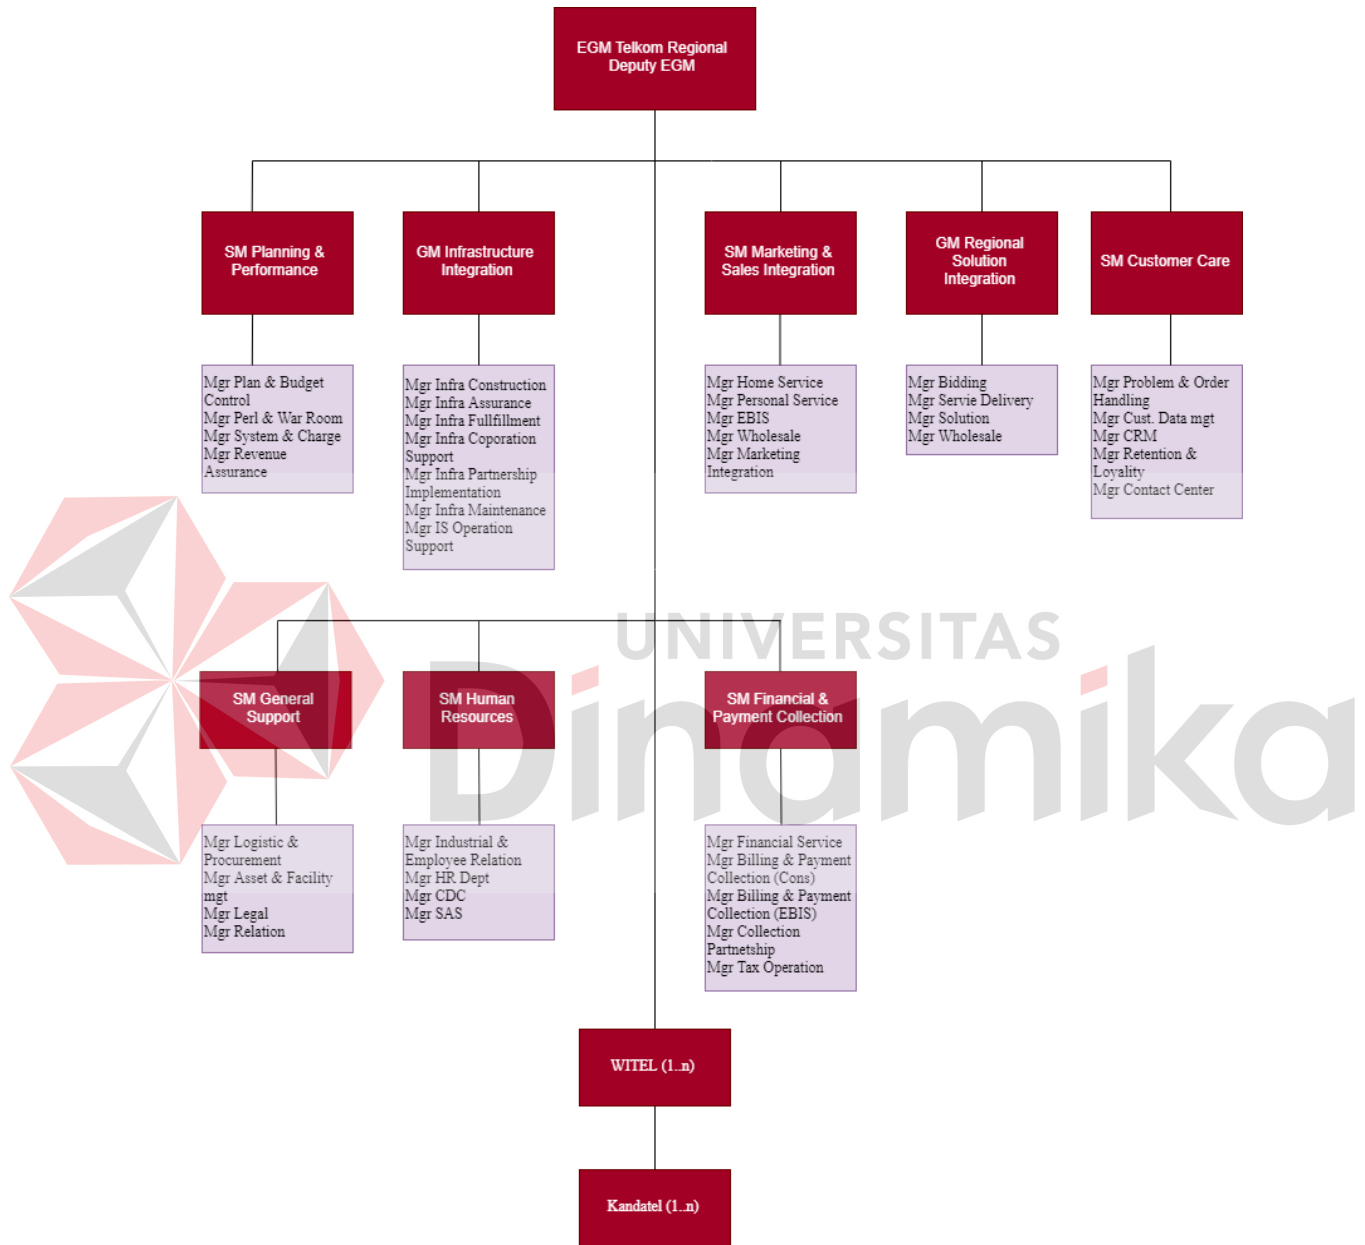 EGM Telkom Regional
Deputy EGM
SM Planning &
Performance
GM Infrastructure
Integration
SM Marketing &
Sales Integration
GM Regional
Solution
Integration
SM Customer Care
Mgr Plan & Budget
Control
Mgr Perl & War Room
Mgr System & Charge
Mgr Revenue
Assurance
Mgr Infra Construction
Mgr Infra Assurance
Mgr Infra Fullfillment
Mgr Infra Coporation
Support
Mgr Infra Partnership
Implementation
Mgr Infra Maintenance
Mgr IS Operation
Support
Mgr Home Service
Mgr Personal Service
Mgr EBIS
Mgr Wholesale
Mgr Marketing
Integration
Mgr Bidding
Mgr Servie Delivery
Mgr Solution
Mgr Wholesale
Mgr Problem & Order
Handling
Mgr Cust. Data mgt
Mgr CRM
Mgr Retention &
Loyality
Mgr Contact Center
UNIVERSITAS
Dinamika
SM General
Support
SM Human
Resources
SM Financial &
Payment Collection
Mgr Logistic &
Procurement
Mgr Asset & Facility
mgt
Mgr Legal
Mgr Relation
Mgr Industrial &
Employee Relation
Mgr HR Dept
Mgr CDC
Mgr SAS
Mgr Financial Service
Mgr Billing & Payment
Collection (Cons)
Mgr Billing & Payment
Collection (EBIS)
Mgr Collection
Partnetship
Mgr Tax Operation
WITEL (1..n)
Kandatel (1..n)